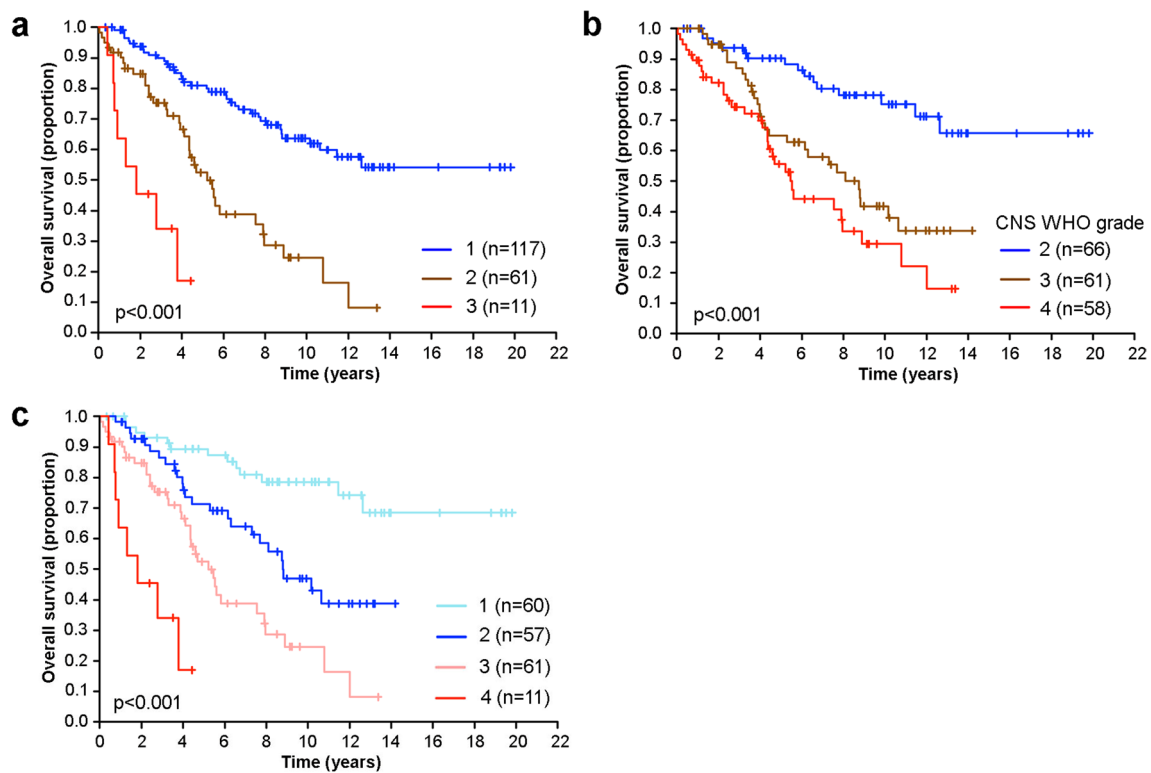 a
Overall survival (proportion)
1.0
0.9
0.8
0.7
0.6
0.5
0.4
0.3
0.2
0.1
0.0
1 (n=117)
2 (n=61)
3 (n=11)
p<0.001
0 2 4 6 8 10 12 14 16 18 20 22
Time (years)
b
Overall survival (proportion)
1.0
0.9
0.8
0.7
0.6
0.5
0.4
0.3
0.2
0.1
0.0
CNS WHO grade
2 (n=66)
3 (n=61)
4 (n=58)
p<0.001
0 2 4 6 8 10 12 14 16 18 20 22
Time (years)
c
Overall survival (proportion)
1.0
0.9
0.8
0.7
0.6
0.5
0.4
0.3
0.2
0.1
0.0
1 (n=60)
2 (n=57)
3 (n=61)
4 (n=11)
p<0.001
0 2 4 6 8 10 12 14 16 18 20 22
Time (years)